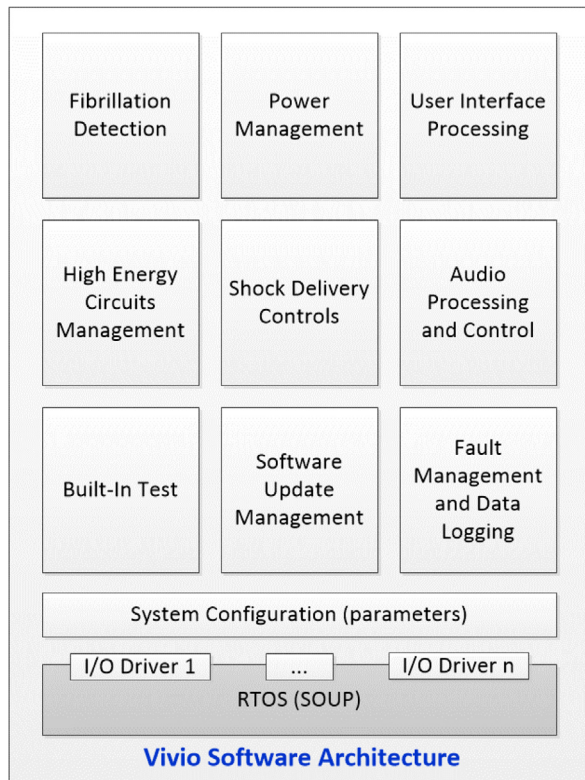 Fibrillation
Detection
Power
Management
User Interface
Processing
High Energy
Circuits
Management
Shock Delivery
Controls
Audio
Processing
and Control
Built-In Test
Software
Update
Management
Fault
Management
and Data
Logging
System Configuration (parameters)
I/O Driver 1
...
I/O Driver n
RTOS (SOUP)
Vivio Software Architecture